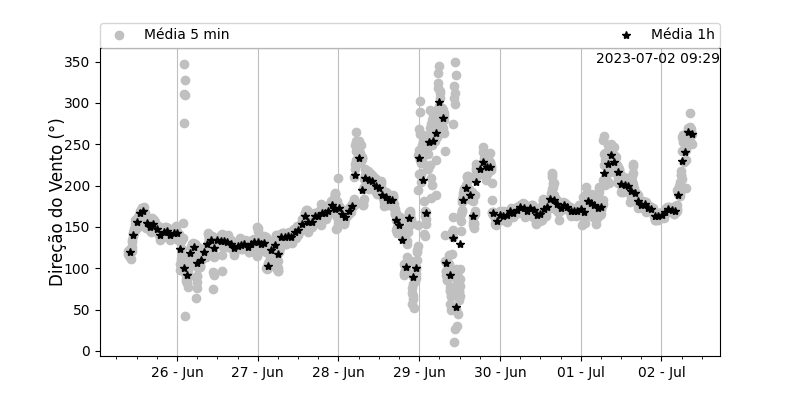 Média 5 min
Média 1h
2023-07-02 09:29
Direção do Vento (°)
350
300
250
200
150
100
50
0
26 - Jun
27 - Jun
28 - Jun
29 - Jun
30 - Jun
01 - Jul
02 - Jul